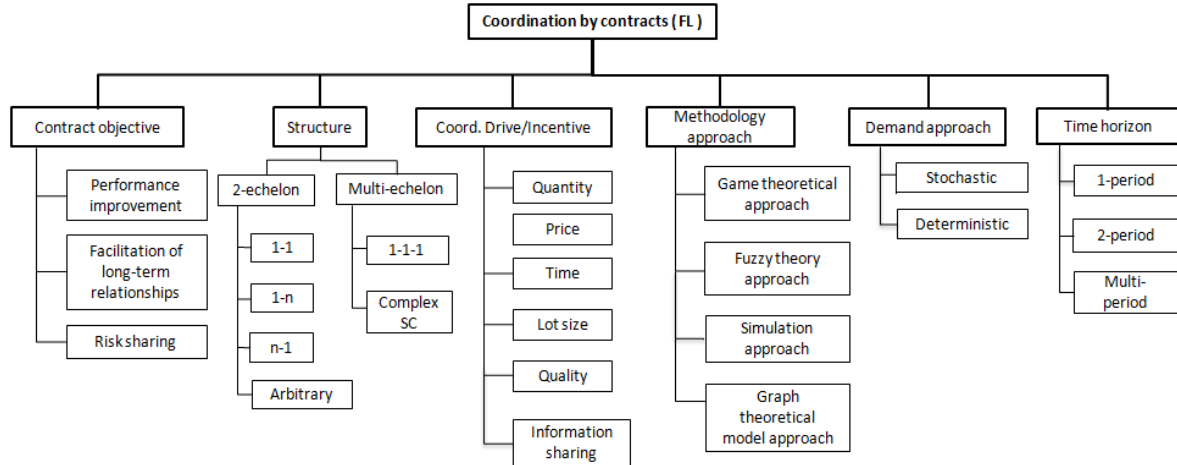 Coordination by contracts ( FL )
Contract objective
Performance
improvement
Facilitation of
long-term
relationships
Risk sharing
Structure
2-echelon
1-1
1-n
n-1
Arbitrary
Multi-echelon
1-1-1
Complex
SC
Coord. Drive/Incentive
Quantity
Price
Time
Lot size
Quality
Information
sharing
Methodology
approach
Game theoretical
approach
Fuzzy theory
approach
Simulation
approach
Graph
theoretical
model approach
Demand approach
Stochastic
Deterministic
Time horizon
1-period
2-period
Multi-
period